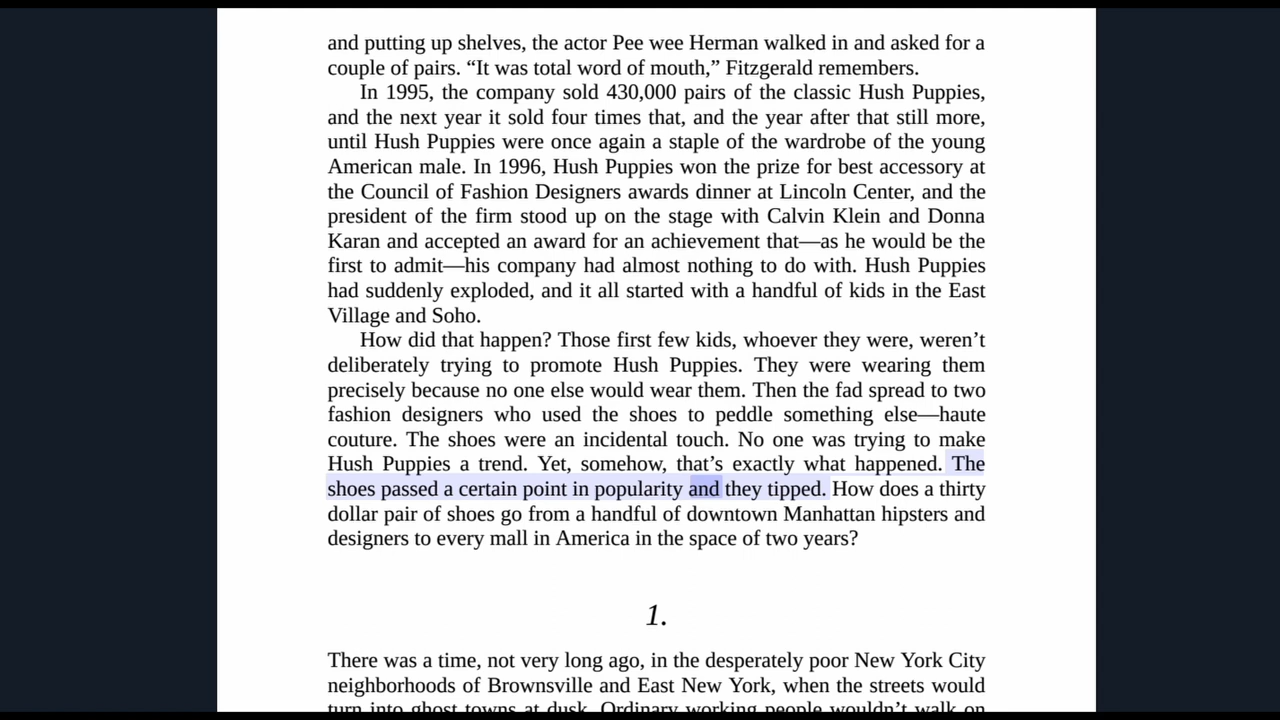 and putting up shelves, the actor Pee wee Herman walked in and asked for a
couple of pairs. “It was total word of mouth,” Fitzgerald remembers.
In 1995, the company sold 430,000 pairs of the classic Hush Puppies,
and the next year it sold four times that, and the year after that still more,
until Hush Puppies were once again a staple of the wardrobe of the young
American male. In 1996, Hush Puppies won the prize for best accessory at
the Council of Fashion Designers awards dinner at Lincoln Center, and the
president of the firm stood up on the stage with Calvin Klein and Donna
Karan and accepted an award for an achievement that—as he would be the
first to admit—his company had almost nothing to do with. Hush Puppies
had suddenly exploded, and it all started with a handful of kids in the East
Village and Soho.
How did that happen? Those first few kids, whoever they were, weren’t
deliberately trying to promote Hush Puppies. They were wearing them
precisely because no one else would wear them. Then the fad spread to two
fashion designers who used the shoes to peddle something else—haute
couture. The shoes were an incidental touch. No one was trying to make
Hush Puppies a trend. Yet, somehow, that’s exactly what happened. The
shoes passed a certain point in popularity and they tipped. How does a thirty
dollar pair of shoes go from a handful of downtown Manhattan hipsters and
designers to every mall in America in the space of two years?
1.
There was a time, not very long ago, in the desperately poor New York City
neighborhoods of Brownsville and East New York, when the streets would
turn into ghost towns at dusk. Ordinary working people wouldn’t walk on